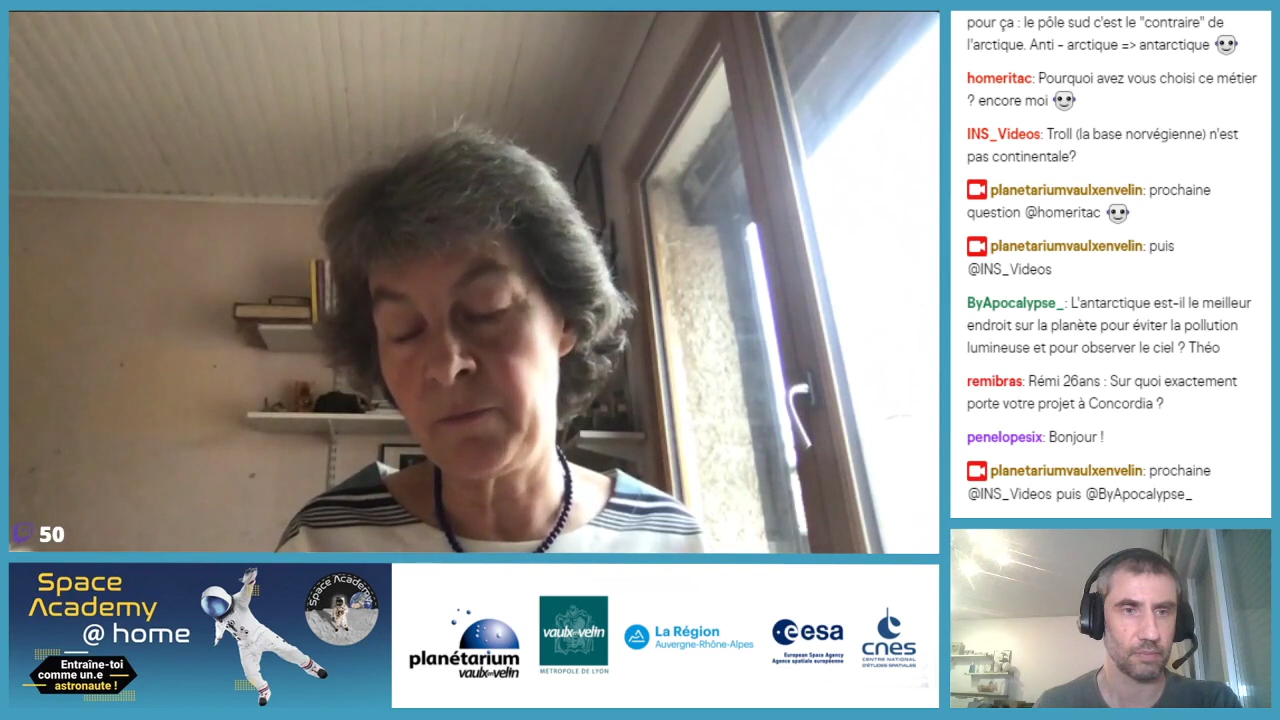 pour ça : le pôle sud c'est le "contraire" de
l'arctique. Anti - arctique => antarctique
homeritac: Pourquoi avez vous choisi ce métier
? encore moi
INS_Videos: Troll (la base norvégienne) n'est
pas continentale?
planetariumvaulxenvelin: prochaine
question @homeritac
planetariumvaulxenvelin: puis
@INS_Videos
ByApocalypse_: L'antarctique est-il le meilleur
endroit sur la planète pour éviter la pollution
lumineuse et pour observer le ciel ? Théo
remibras: Rémi 26ans : Sur quoi exactement
porte votre projet à Concordia ?
penelopesix: Bonjour !
planetariumvaulxenvelin: prochaine
@INS_Videos puis @ByApocalypse_
50
Space
Academy
@ home
Entraîne-toi
comme un.e
astronaute !
Space Academy
planétarium
vaulx en velin
vaulx en velin
MÉTROPOLE DE LYON
La Région
Auvergne-Rhône-Alpes
esa
European Space Agency
Agence spatiale européenne
cnes
CENTRE NATIONAL
D'ÉTUDES SPATIALES